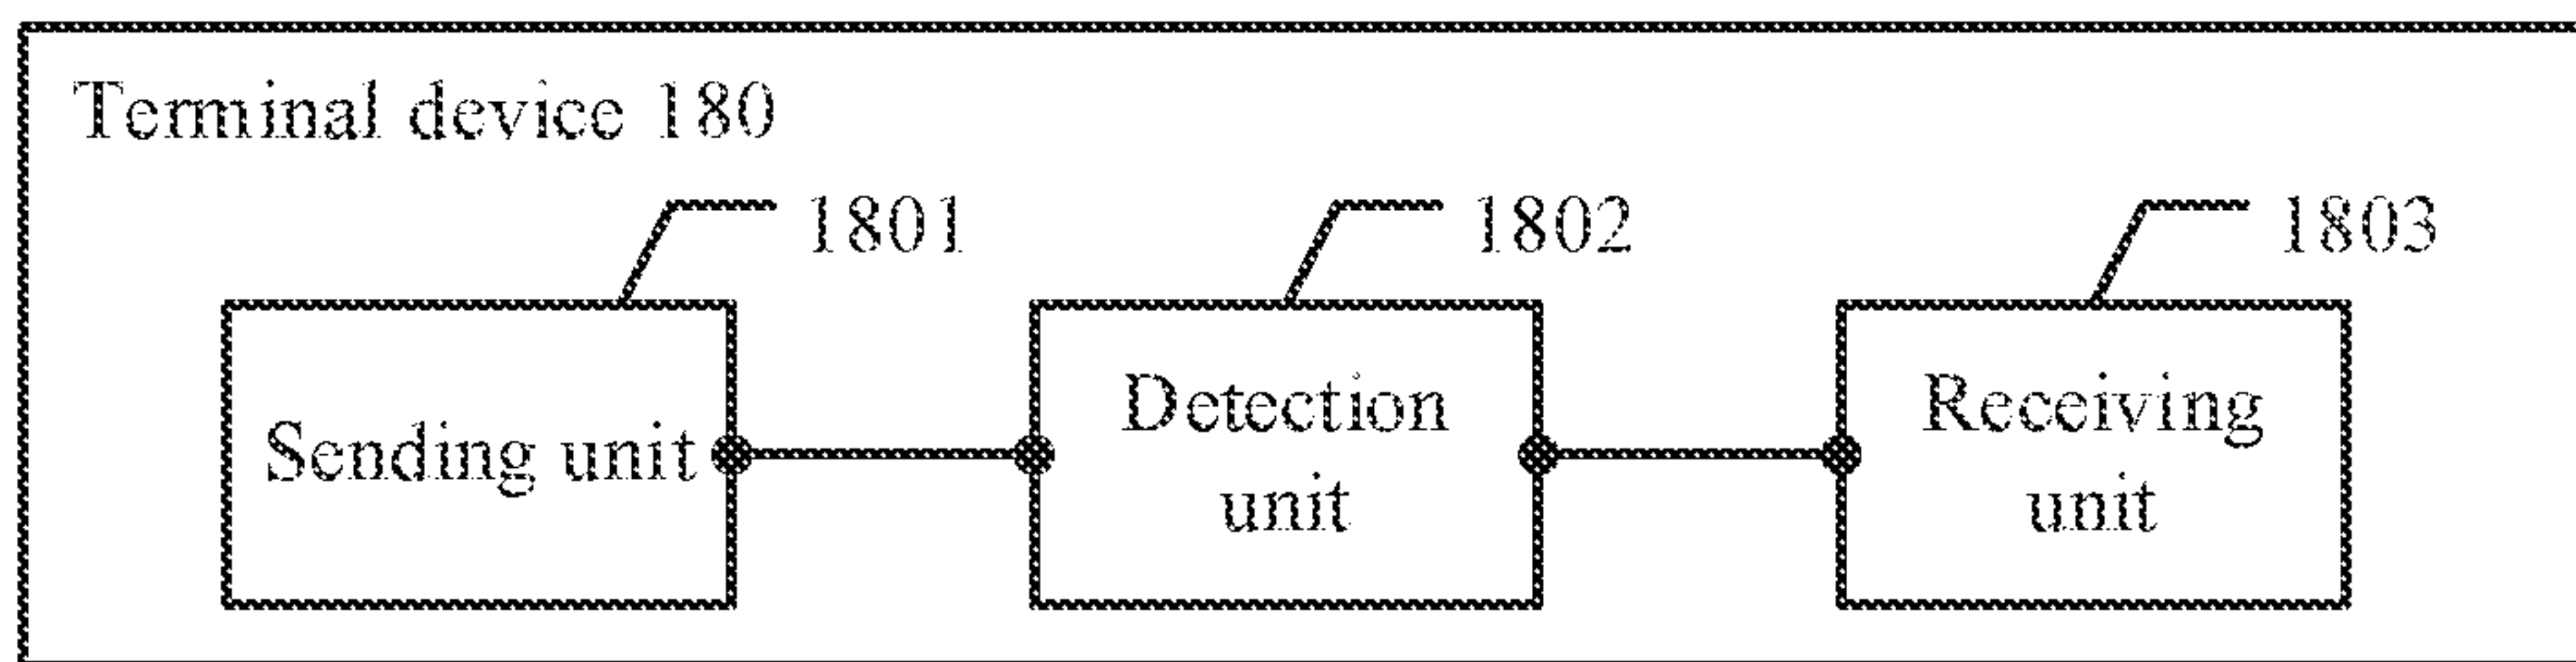 Terminal device 180
1801
1802
1803
Sending unit
Detection
unit
Receiving
unit